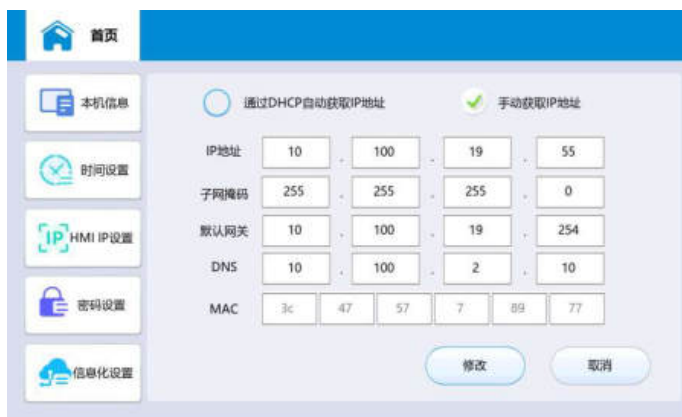 首页
本机信息
时间设置
IP HMI IP设置
密码设置
信息化设置
通过DHCP自动获取IP地址 手动获取IP地址
IP地址 10 . 100 . 19 . 55
子网掩码 255 . 255 . 255 . 0
默认网关 10 . 100 . 19 . 254
DNS 10 . 100 . 2 . 10
MAC 3c 47 57 7 89 77
修改 取消